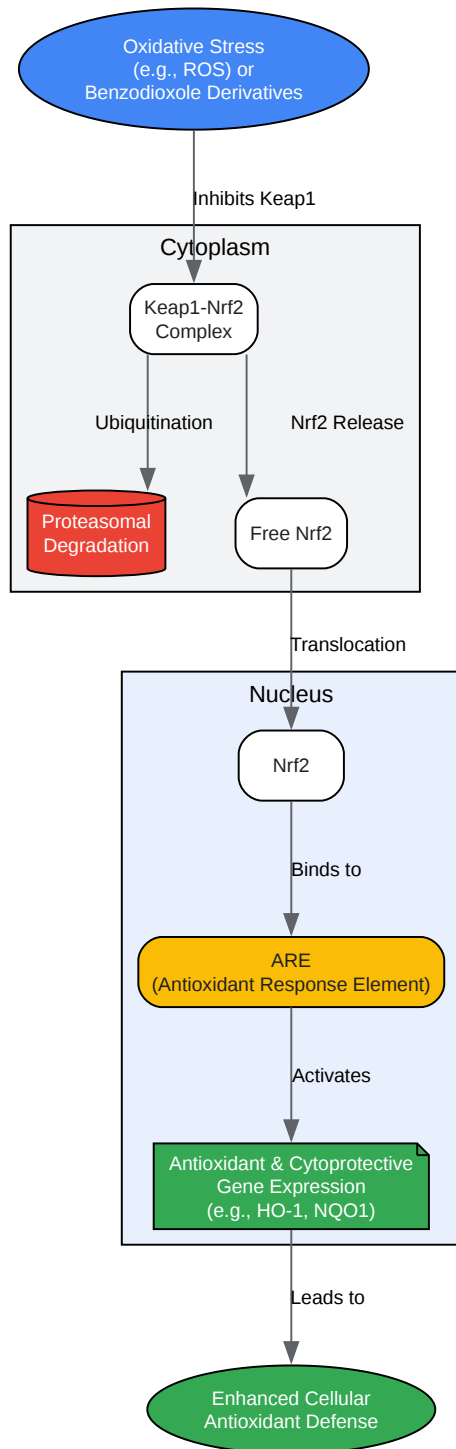 Oxidative Stress
(e.g., ROS) or
Benzodioxole Derivatives
Inhibits Keap1
Cytoplasm
Keap1-Nrf2
Complex
Ubiquitination
Nrf2 Release
Proteasomal
Degradation
Free Nrf2
Translocation
Nucleus
Nrf2
Binds to
ARE
(Antioxidant Response Element)
Activates
Antioxidant & Cytoprotective
Gene Expression
(e.g., HO-1, NQO1)
Leads to
Enhanced Cellular
Antioxidant Defense